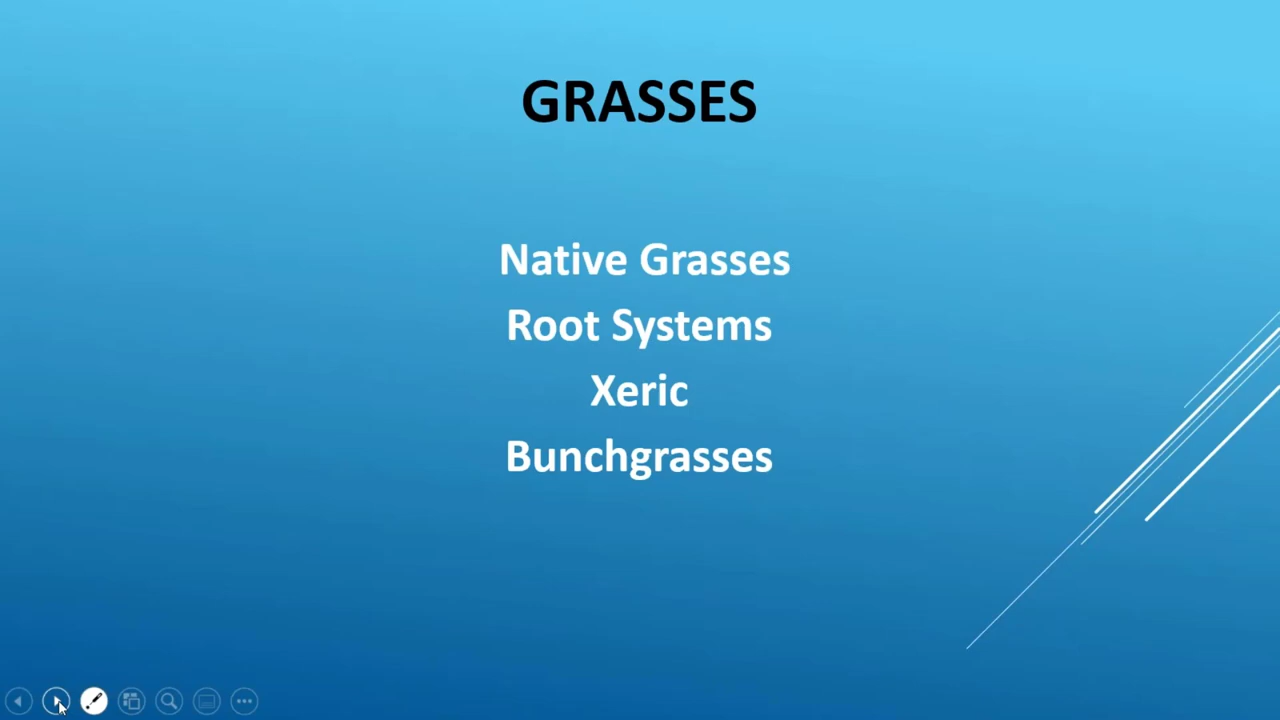 GRASSES
Native Grasses
Root Systems
Xeric
Bunchgrasses